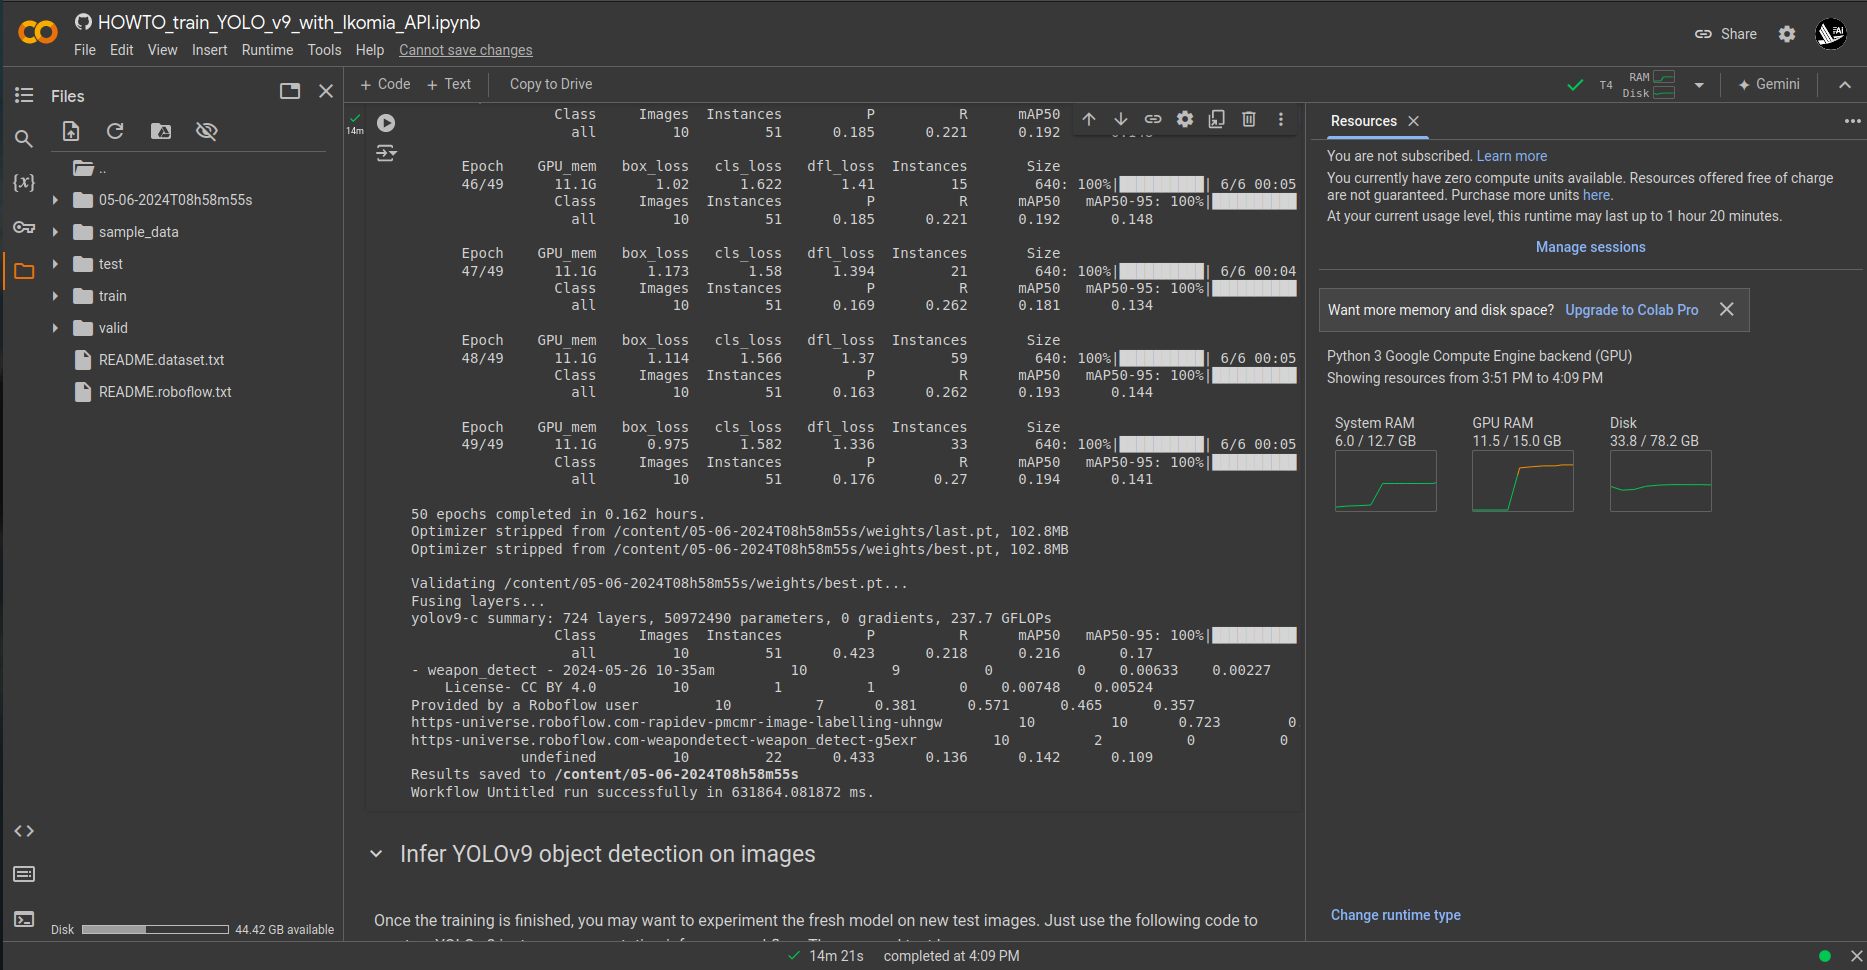 HOWTO_train_YOLO_v9_with_Ikomia_API.ipynb
File Edit View Insert Runtime Tools Help Cannot save changes
Share
Files
+ Code + Text Copy to Drive
T4 RAM Disk
Gemini
..
05-06-2024T08h58m55s
sample_data
test
train
valid
README.dataset.txt
README.roboflow.txt
Disk 44.42 GB available
14m
Class Images Instances P R mAP50
all 10 51 0.185 0.221 0.192
Epoch GPU_mem box_loss cls_loss dfl_loss Instances Size
46/49 11.1G 1.02 1.622 1.41 15 640: 100%|██████████| 6/6 00:05
Class Images Instances P R mAP50 mAP50-95: 100%|██████████
all 10 51 0.185 0.221 0.192 0.148
Epoch GPU_mem box_loss cls_loss dfl_loss Instances Size
47/49 11.1G 1.173 1.58 1.394 21 640: 100%|██████████| 6/6 00:04
Class Images Instances P R mAP50 mAP50-95: 100%|██████████
all 10 51 0.169 0.262 0.181 0.134
Epoch GPU_mem box_loss cls_loss dfl_loss Instances Size
48/49 11.1G 1.114 1.566 1.37 59 640: 100%|██████████| 6/6 00:05
Class Images Instances P R mAP50 mAP50-95: 100%|██████████
all 10 51 0.163 0.262 0.193 0.144
Epoch GPU_mem box_loss cls_loss dfl_loss Instances Size
49/49 11.1G 0.975 1.582 1.336 33 640: 100%|██████████| 6/6 00:05
Class Images Instances P R mAP50 mAP50-95: 100%|██████████
all 10 51 0.176 0.27 0.194 0.141
50 epochs completed in 0.162 hours.
Optimizer stripped from /content/05-06-2024T08h58m55s/weights/last.pt, 102.8MB
Optimizer stripped from /content/05-06-2024T08h58m55s/weights/best.pt, 102.8MB
Validating /content/05-06-2024T08h58m55s/weights/best.pt...
Fusing layers...
yolov9-c summary: 724 layers, 50972490 parameters, 0 gradients, 237.7 GFLOPs
Class Images Instances P R mAP50 mAP50-95: 100%|██████████
all 10 51 0.423 0.218 0.216 0.17
- weapon_detect - 2024-05-26 10-35am 10 9 0 0 0.00633 0.00227
License- CC BY 4.0 10 1 1 0 0.00748 0.00524
Provided by a Roboflow user 10 7 0.381 0.571 0.465 0.357
https-universe.roboflow.com-rapidev-pmcmr-image-labelling-uhngw 10 10 0.723 0
https-universe.roboflow.com-weapondetect-weapon_detect-g5exr 10 2 0 0
undefined 10 22 0.433 0.136 0.142 0.109
Results saved to /content/05-06-2024T08h58m55s
Workflow Untitled run successfully in 631864.081872 ms.
Infer YOLOv9 object detection on images
Once the training is finished, you may want to experiment the fresh model on new test images. Just use the following code to
Resources
You are not subscribed. Learn more
You currently have zero compute units available. Resources offered free of charge
are not guaranteed. Purchase more units here.
At your current usage level, this runtime may last up to 1 hour 20 minutes.
Manage sessions
Want more memory and disk space? Upgrade to Colab Pro
Python 3 Google Compute Engine backend (GPU)
Showing resources from 3:51 PM to 4:09 PM
System RAM GPU RAM Disk
6.0 / 12.7 GB 11.5 / 15.0 GB 33.8 / 78.2 GB
Change runtime type
14m 21s completed at 4:09 PM